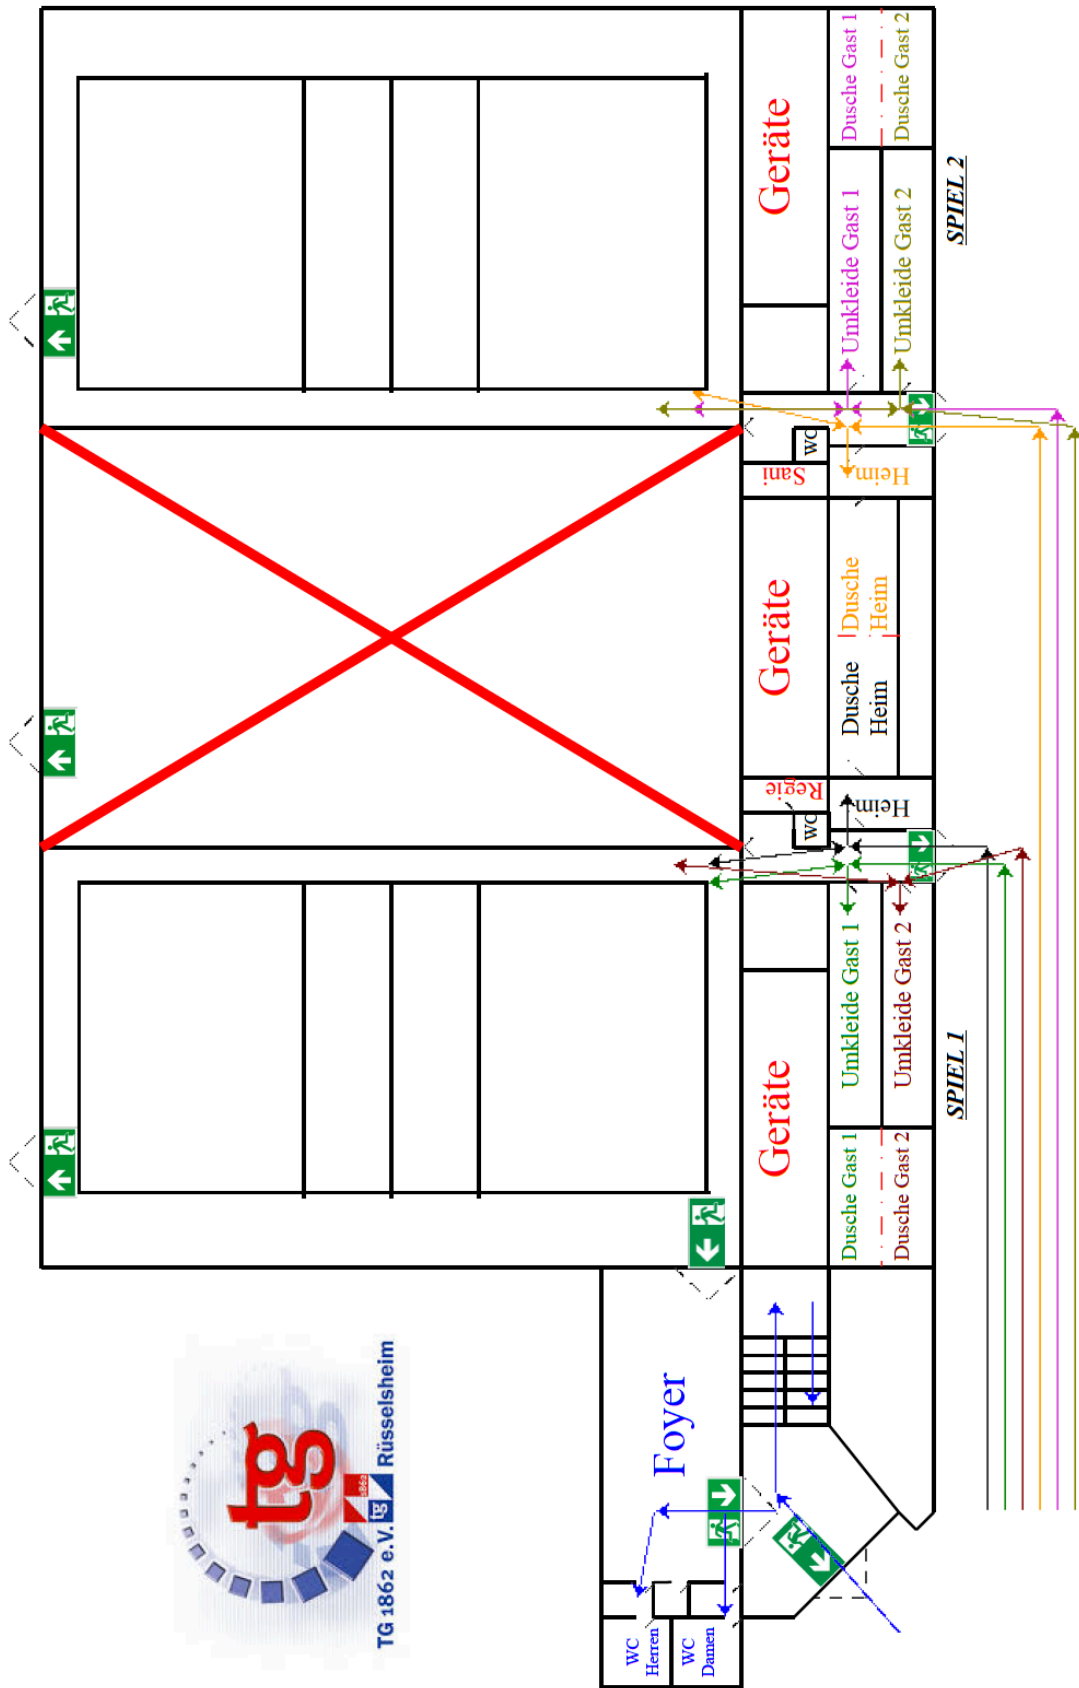 Dusche Gast 1
Dusche Gast 2
Geräte
Umkleide Gast 1
Umkleide Gast 2
SPIEL 2
WC
Sani
Heim
Geräte
Dusche
Heim
Dusche
Heim
Regie
WC
Heim
Umkleide Gast 1
Umkleide Gast 2
Geräte
SPIEL 1
Dusche Gast 1
Dusche Gast 2
Foyer
WC
Herren
WC
Damen
tg
1862
TG 1862 e.V. tg Rüsselsheim